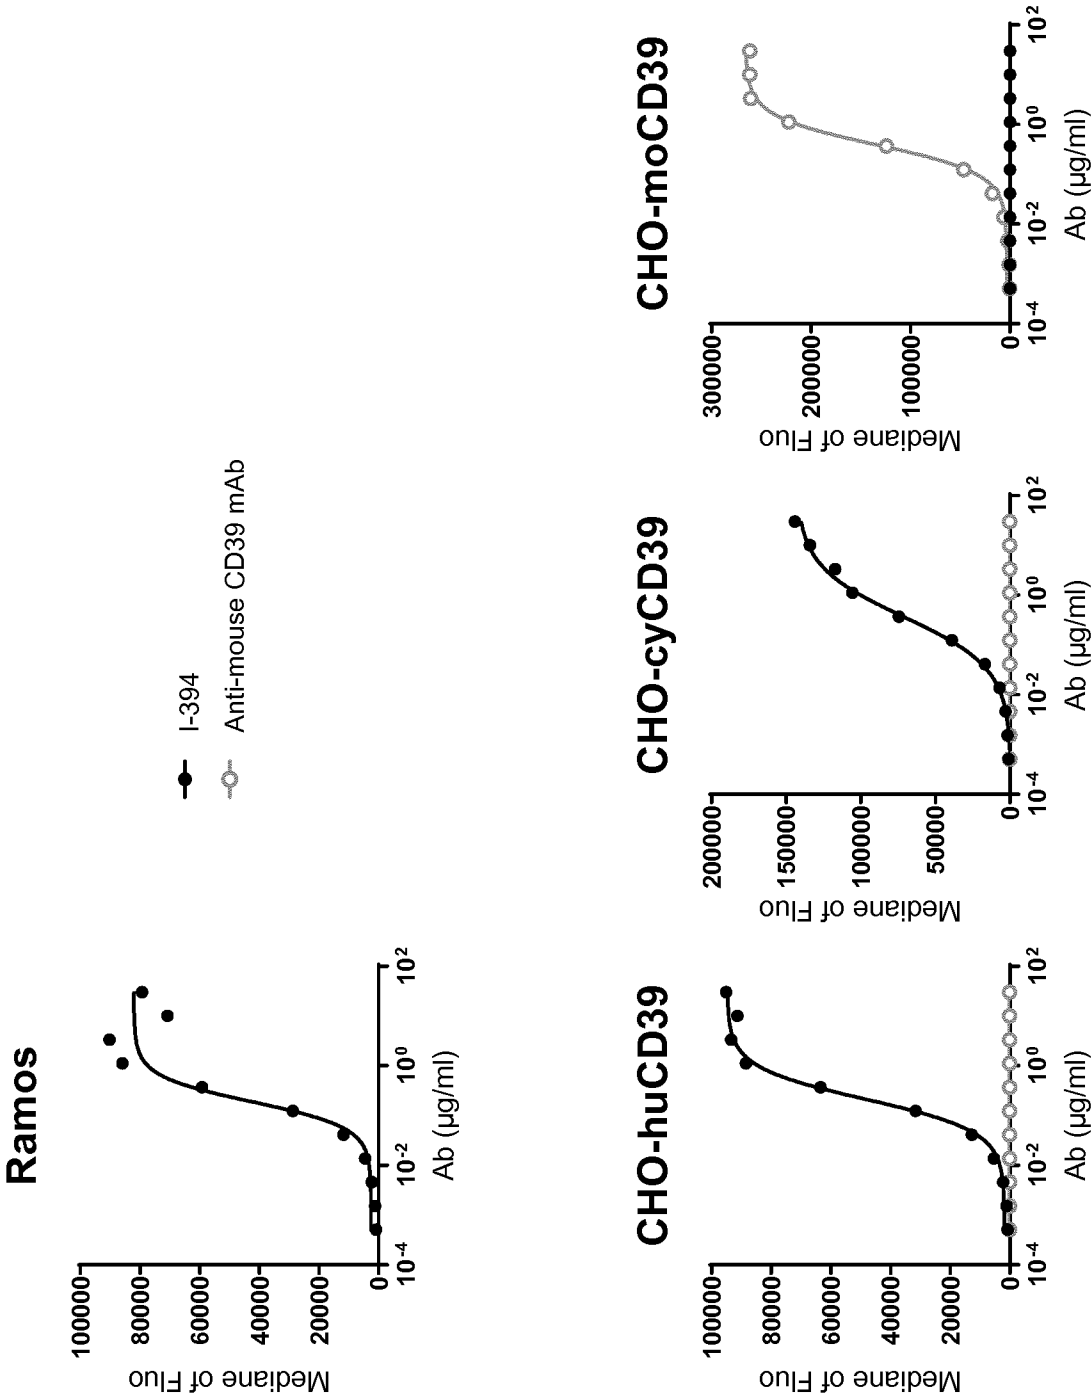 Ramos
Mediane of Fluo
100000
80000
60000
40000
20000
0
10-4
10-2
100
102
Ab (µg/ml)
I-394
Anti-mouse CD39 mAb
CHO-huCD39
Mediane of Fluo
100000
80000
60000
40000
20000
0
10-4
10-2
100
102
Ab (µg/ml)
CHO-cyCD39
Mediane of Fluo
200000
150000
100000
50000
0
10-4
10-2
100
102
Ab (µg/ml)
CHO-moCD39
Mediane of Fluo
300000
200000
100000
0
10-4
10-2
100
102
Ab (µg/ml)